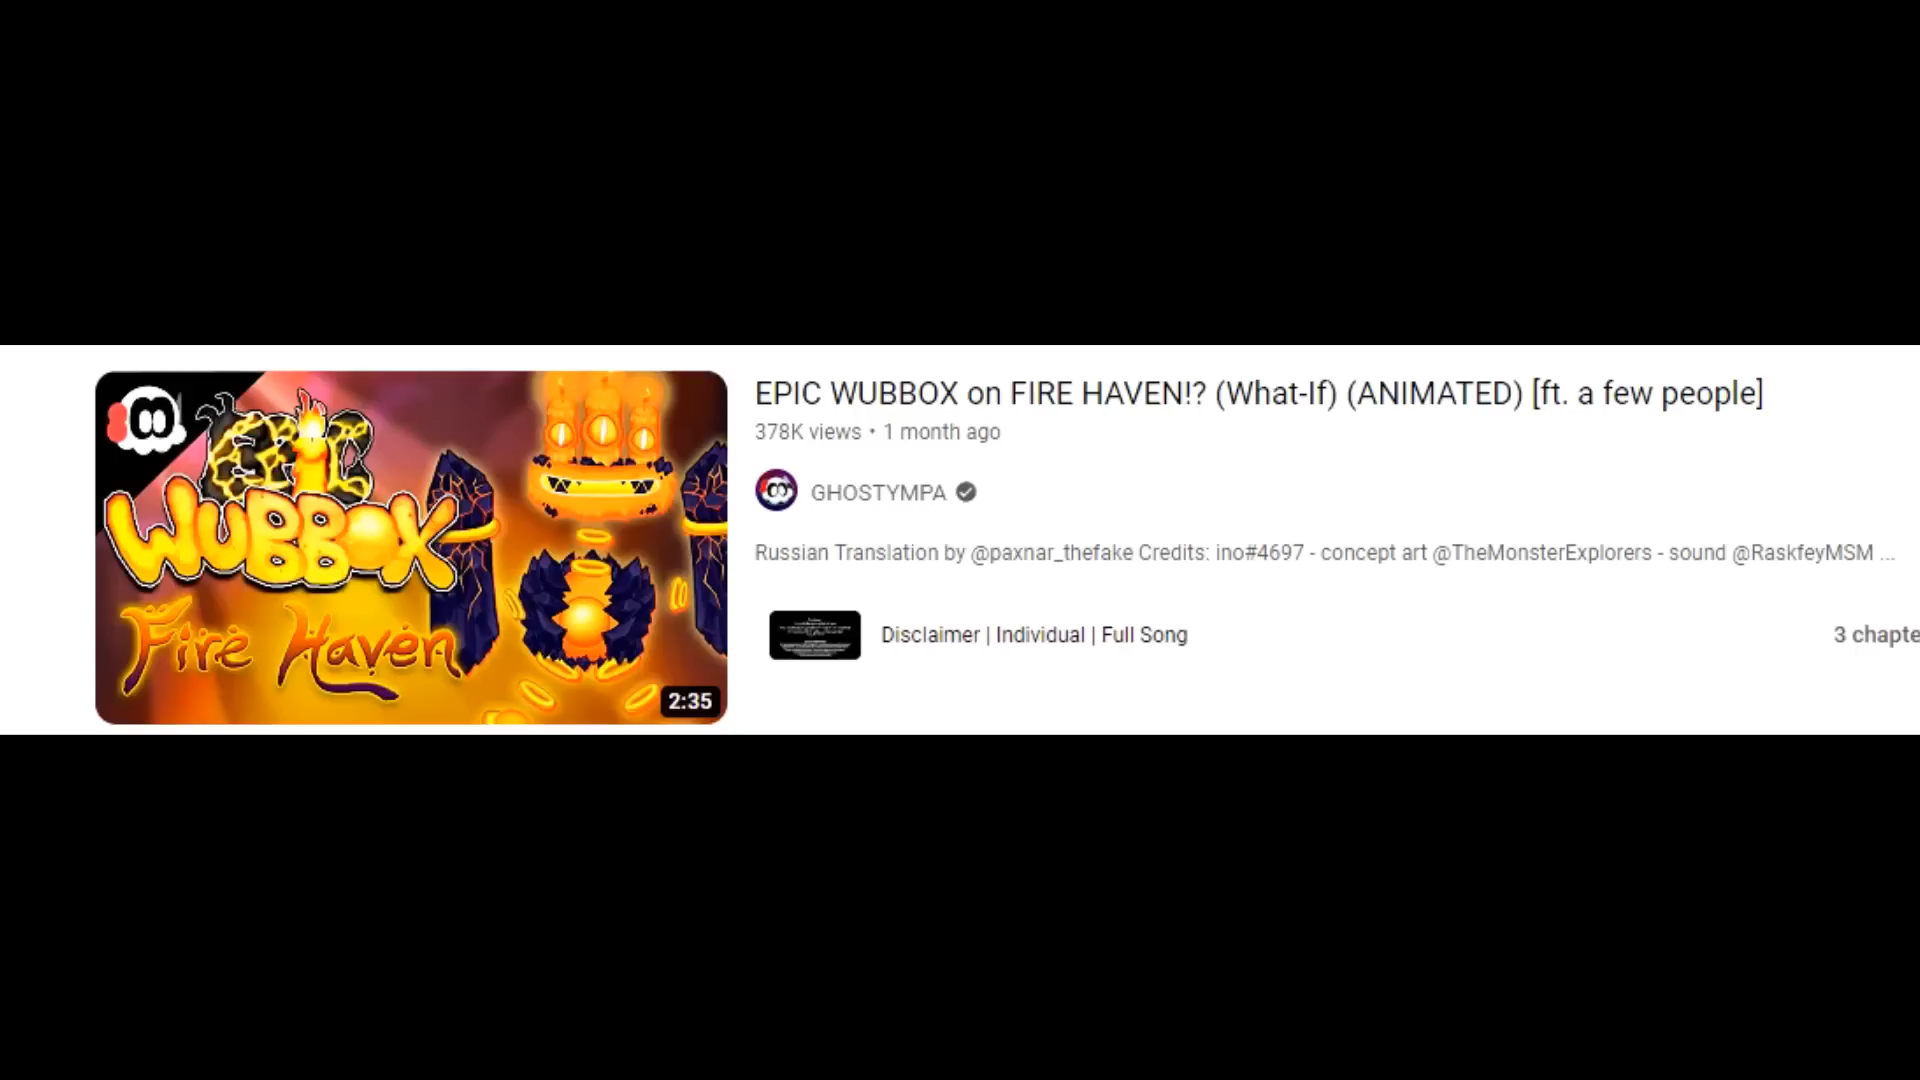 EPIC
WUBBOX
Fire Haven
2:35
EPIC WUBBOX on FIRE HAVEN!? (What-If) (ANIMATED) [ft. a few people]
378K views • 1 month ago
GHOSTYMPA
Russian Translation by @paxnar_thefake Credits: ino#4697 - concept art @TheMonsterExplorers - sound @RaskfeyMSM ...
Disclaimer | Individual | Full Song
3 chapte